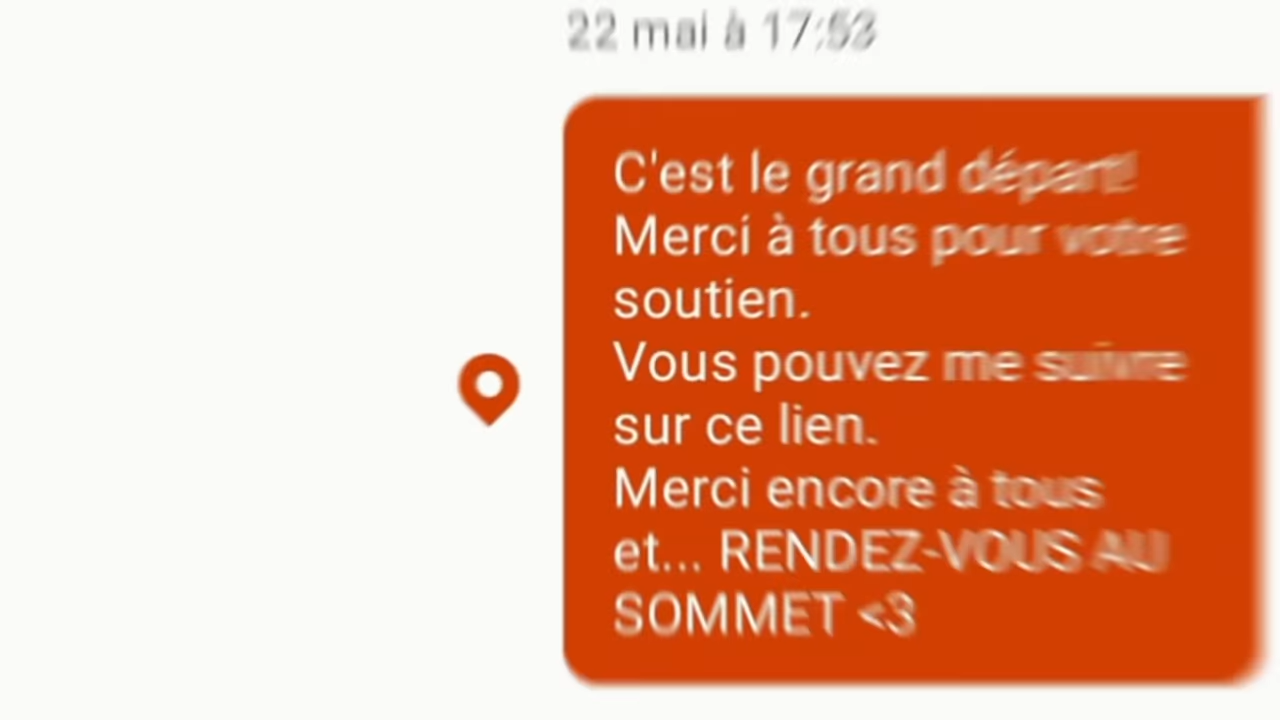 22 mai à 17:53
C'est le grand départ!
Merci à tous pour votre
soutien.
Vous pouvez me suivre
sur ce lien.
Merci encore à tous
et... RENDEZ-VOUS AU
SOMMET <3